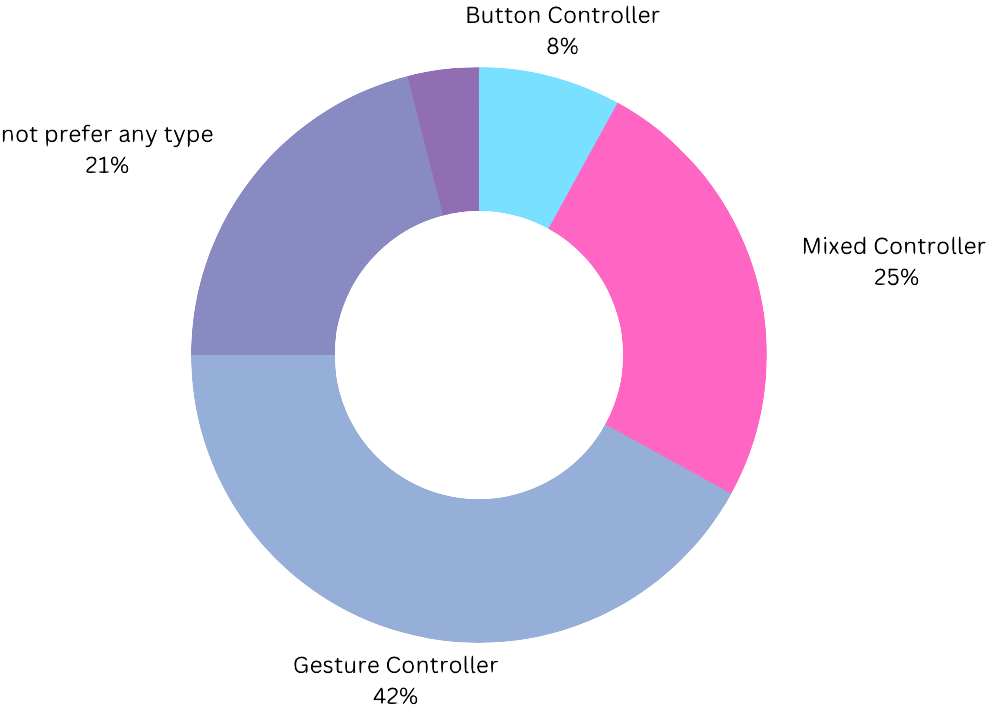 Button Controller
8%
not prefer any type
21%
Mixed Controller
25%
Gesture Controller
42%